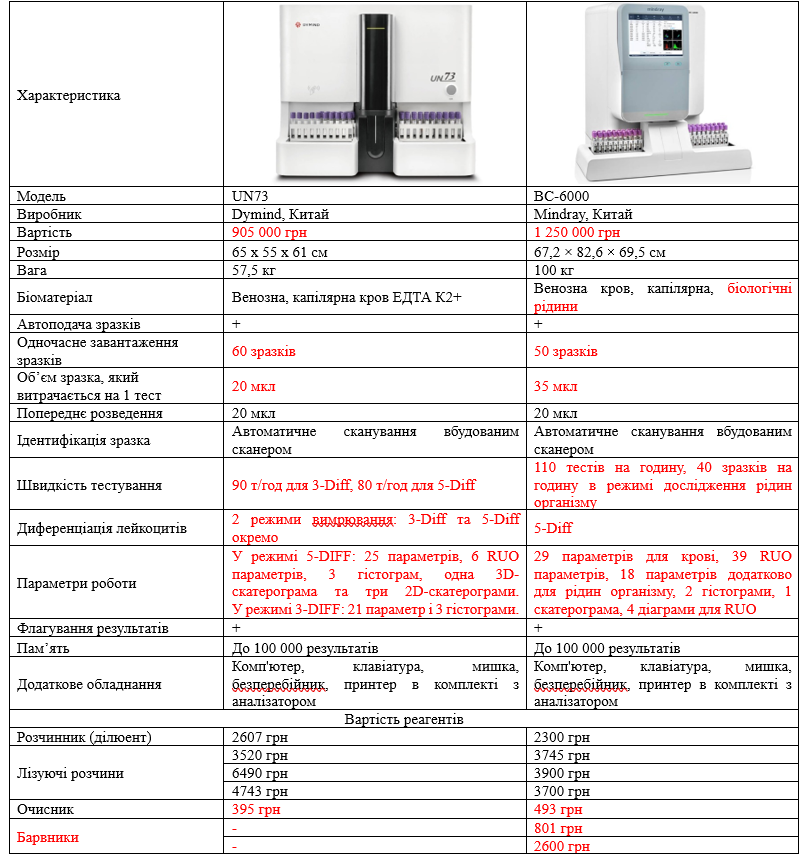 Характеристика
DYMIND
UN73
mindray
Модель
UN73
BC-6000
Виробник
Dymind, Китай
Mindray, Китай
Вартість
905 000 грн
1 250 000 грн
Розмір
65 x 55 x 61 см
67,2 × 82,6 × 69,5 см
Вага
57,5 кг
100 кг
Біоматеріал
Венозна, капілярна кров ЕДТА К2+
Венозна кров, капілярна, біологічні
рідини
Автоподача зразків
+
+
Одночасне завантаження
зразків
60 зразків
50 зразків
Об’єм зразка, який
витрачається на 1 тест
20 мкл
35 мкл
Попереднє розведення
20 мкл
20 мкл
Ідентифікація зразка
Автоматичне сканування вбудованим
сканером
Автоматичне сканування вбудованим
сканером
Швидкість тестування
90 т/год для 3-Diff, 80 т/год для 5-Diff
110 тестів на годину, 40 зразків на
годину в режимі дослідження рідин
організму
Диференціація лейкоцитів
2 режими вимрювання: 3-Diff та 5-Diff
окремо
5-Diff
Параметри роботи
У режимі 5-DIFF: 25 параметрів, 6 RUO
параметрів, 3 гістограм, одна 3D-
скатерограма та три 2D-скатерограми.
У режимі 3-DIFF: 21 параметр і 3 гістограми.
29 параметрів для крові, 39 RUO
параметрів, 18 параметрів додатково
для рідин організму, 2 гістограми, 1
скатерограма, 4 діаграми для RUO
Флагування результатів
+
+
Пам’ять
До 100 000 результатів
До 100 000 результатів
Додаткове обладнання
Комп'ютер, клавіатура, мишка,
безперебійник, принтер в комплекті з
аналізатором
Комп'ютер, клавіатура, мишка,
безперебійник, принтер в комплекті з
аналізатором
Вартість реагентів
Розчинник (ділюент)
2607 грн
2300 грн
Лізуючі розчини
3520 грн
3745 грн
6490 грн
3900 грн
4743 грн
3700 грн
Очисник
395 грн
493 грн
Барвники
-
801 грн
-
2600 грн